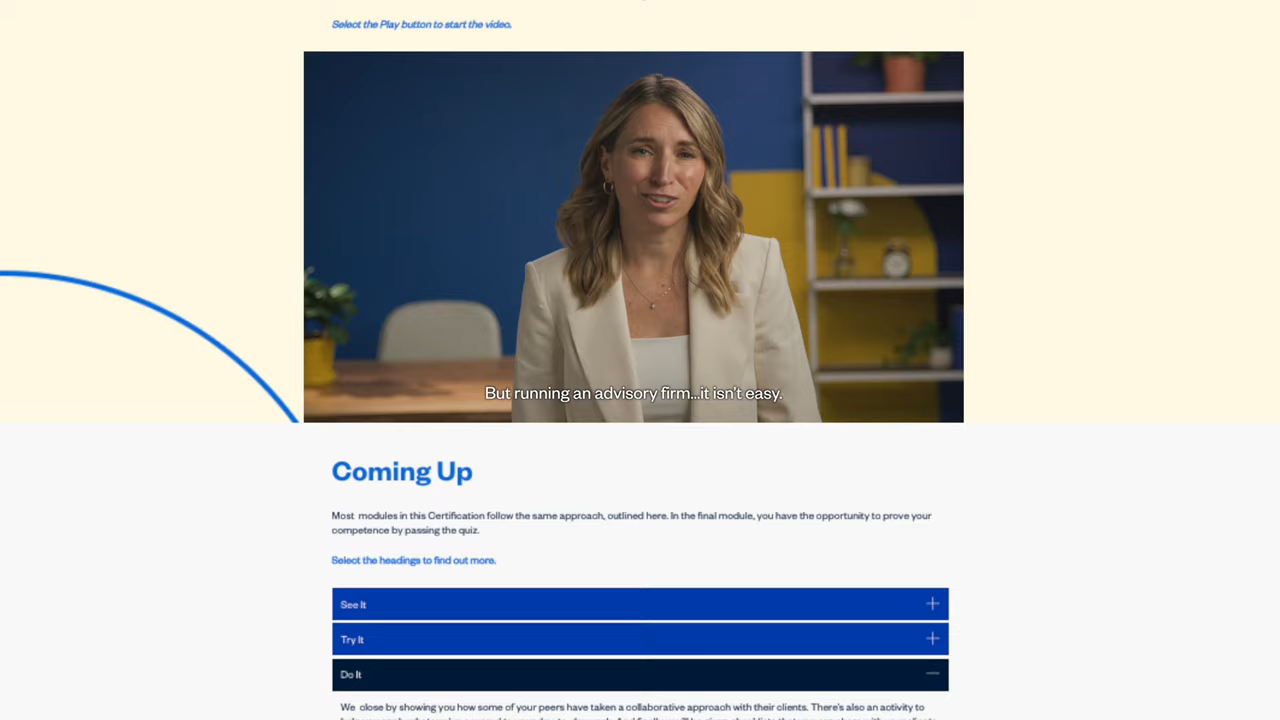 Select the Play button to start the video.
But running an advisory firm...it isn't easy.
Coming Up
Most modules in this Certification follow the same approach, outlined here. In the final module, you have the opportunity to prove your
competence by passing the quiz.
Select the headings to find out more.
See It
Try It
Do It
We close by showing you how some of your peers have taken a collaborative approach with their clients. There's also an activity to